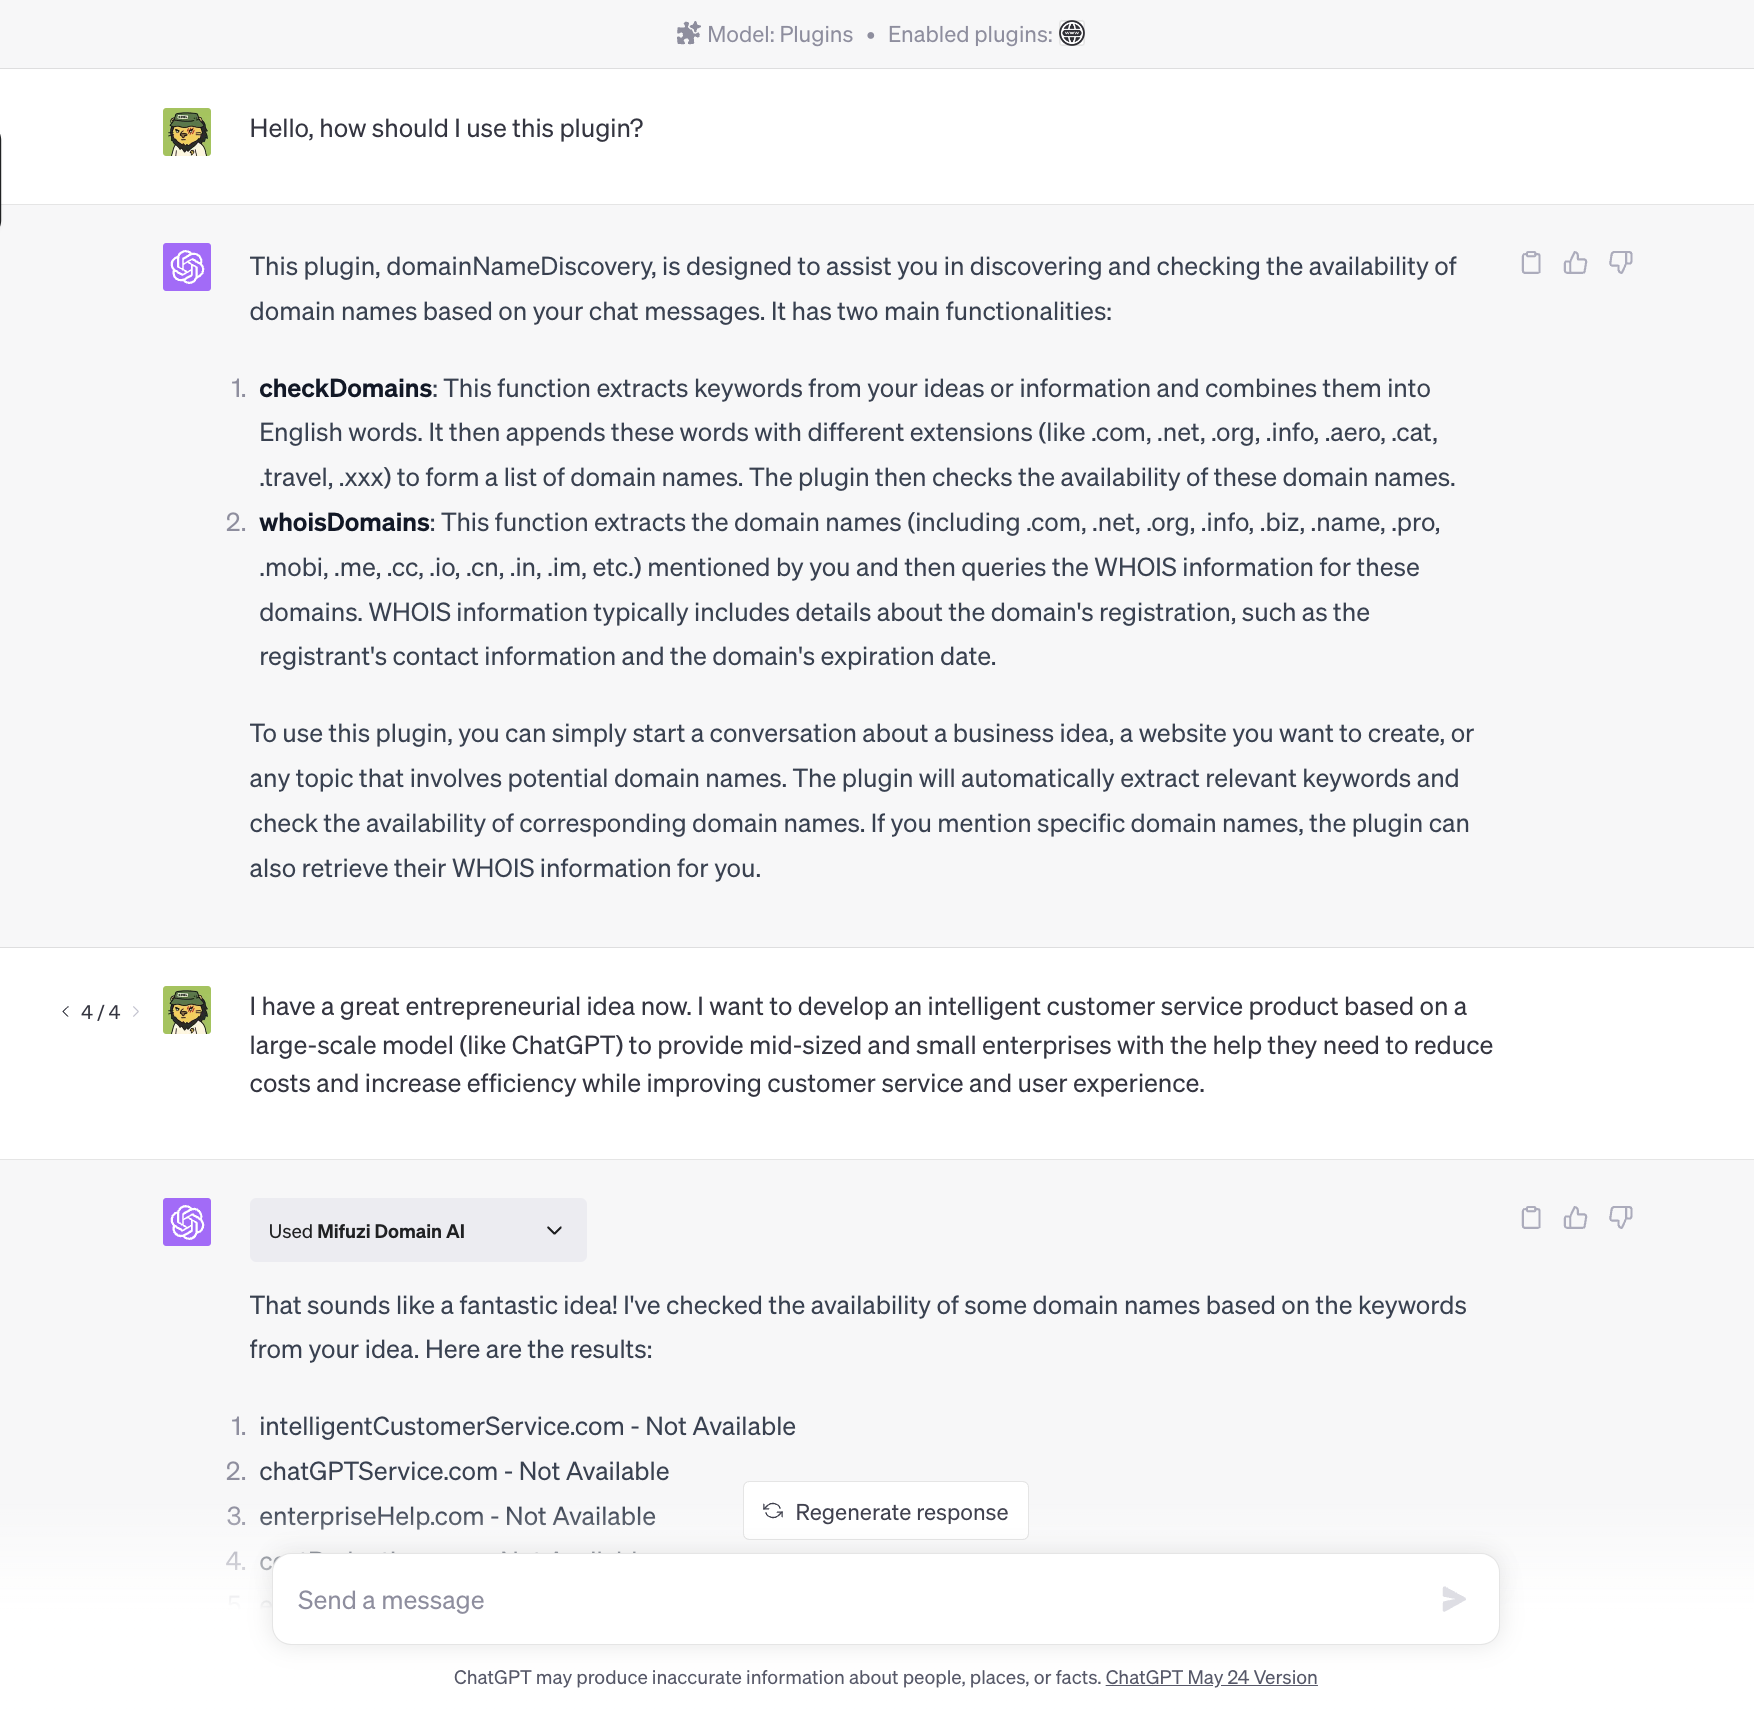 Model: Plugins • Enabled plugins:
Hello, how should I use this plugin?
This plugin, domainNameDiscovery, is designed to assist you in discovering and checking the availability of
domain names based on your chat messages. It has two main functionalities:
1. checkDomains: This function extracts keywords from your ideas or information and combines them into
English words. It then appends these words with different extensions (like .com, .net, .org, .info, .aero, .cat,
.travel, .xxx) to form a list of domain names. The plugin then checks the availability of these domain names.
2. whoisDomains: This function extracts the domain names (including .com, .net, .org, .info, .biz, .name, .pro,
.mobi, .me, .cc, .io, .cn, .in, .im, etc.) mentioned by you and then queries the WHOIS information for these
domains. WHOIS information typically includes details about the domain's registration, such as the
registrant's contact information and the domain's expiration date.
To use this plugin, you can simply start a conversation about a business idea, a website you want to create, or
any topic that involves potential domain names. The plugin will automatically extract relevant keywords and
check the availability of corresponding domain names. If you mention specific domain names, the plugin can
also retrieve their WHOIS information for you.
< 4 / 4 >
I have a great entrepreneurial idea now. I want to develop an intelligent customer service product based on a
large-scale model (like ChatGPT) to provide mid-sized and small enterprises with the help they need to reduce
costs and increase efficiency while improving customer service and user experience.
Used Mifuzi Domain AI
That sounds like a fantastic idea! I've checked the availability of some domain names based on the keywords
from your idea. Here are the results:
1. intelligentCustomerService.com - Not Available
2. chatGPTService.com - Not Available
3. enterpriseHelp.com - Not Available
Regenerate response
4.
5.
Send a message
ChatGPT may produce inaccurate information about people, places, or facts. ChatGPT May 24 Version